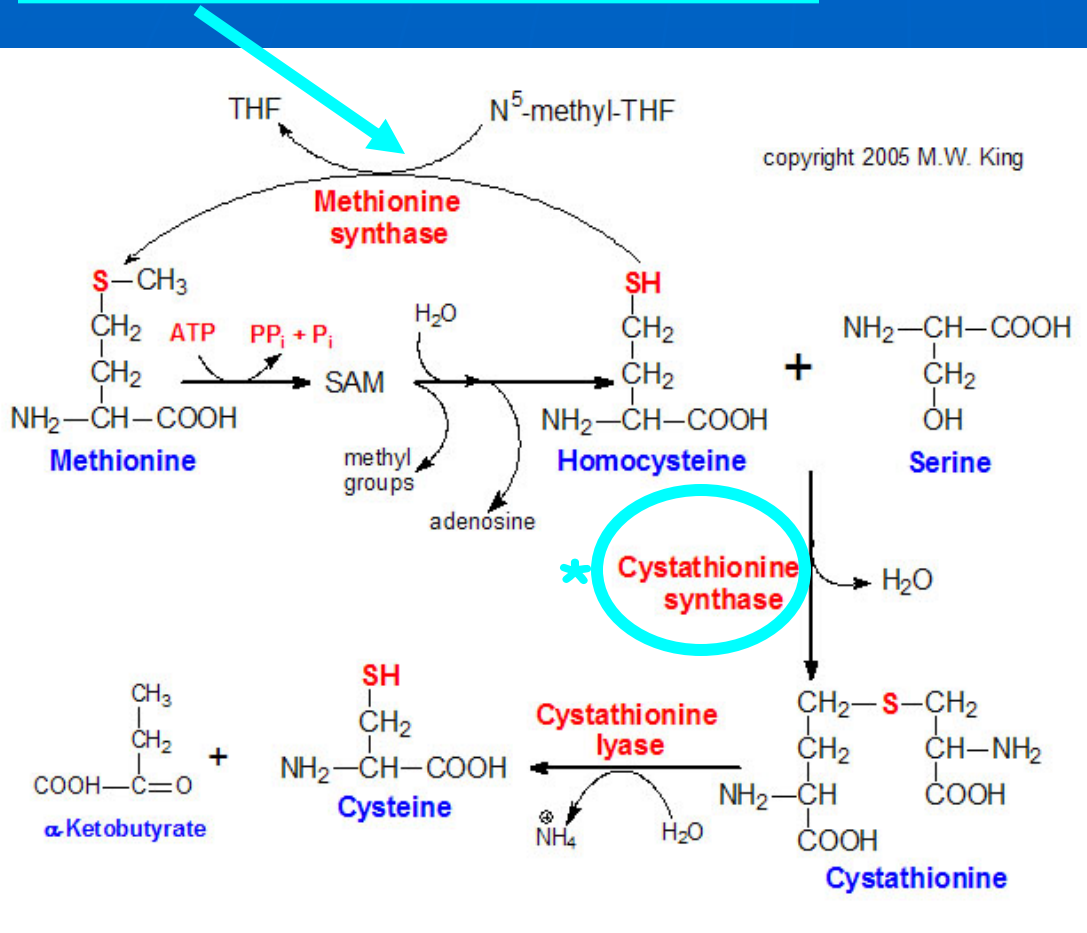 THF
N5-methyl-THF
copyright 2005 M.W. King
Methionine
synthase
S–CH3
CH2
CH2
NH2–CH–COOH
Methionine
ATP
PPi + Pi
SAM
H2O
methyl
groups
adenosine
SH
CH2
CH2
NH2–CH–COOH
Homocysteine
+
NH2–CH–COOH
CH2
OH
Serine
*
Cystathionine
synthase
H2O
CH2–S–CH2
CH2
CH–NH2
NH2–CH
COOH
COOH
Cystathionine
Cystathionine
lyase
⊕
NH4
H2O
SH
CH2
NH2–CH–COOH
Cysteine
+
CH3
CH2
COOH–C=O
α-Ketobutyrate